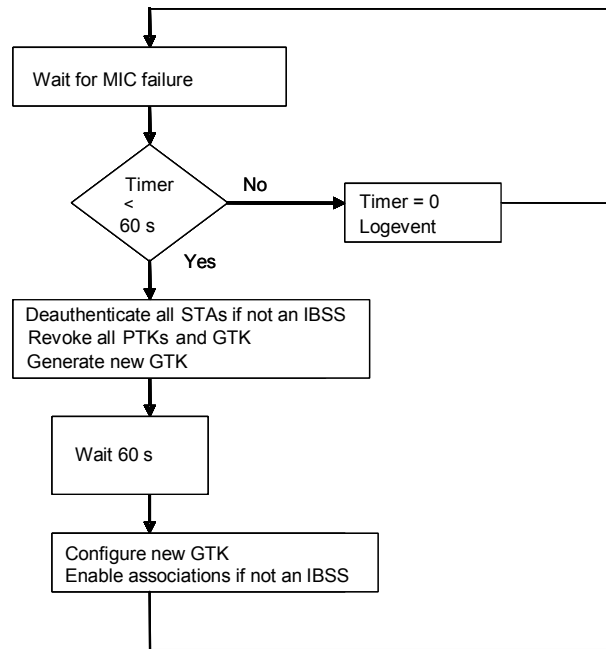 Wait for MIC failure
Timer
<
60 s
No
Timer = 0
Logevent
Yes
Deauthenticate all STAs if not an IBSS
Revoke all PTKs and GTK
Generate new GTK
Wait 60 s
Configure new GTK
Enable associations if not an IBSS